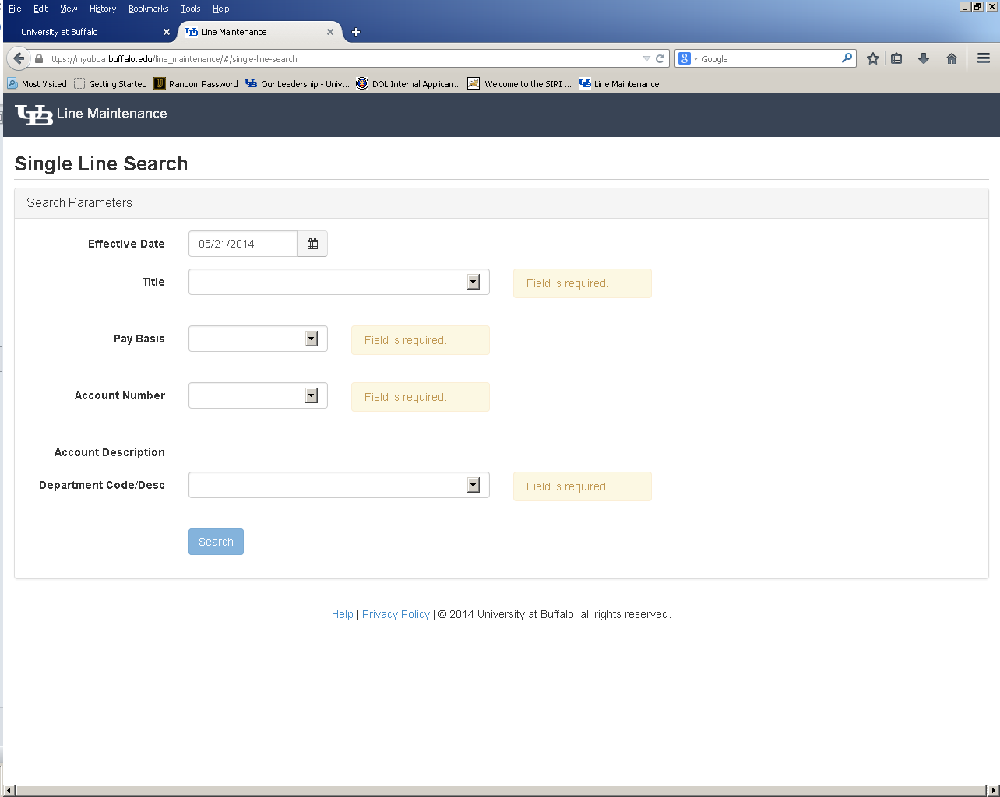 File Edit View History Bookmarks Tools Help
University at Buffalo × Line Maintenance × +
https://myubqa.buffalo.edu/line_maintenance/#/single-line-search
8 Google
Most Visited Getting Started Random Password Our Leadership - Univ... DOL Internal Applican... Welcome to the SIRI ... Line Maintenance
UB Line Maintenance
Single Line Search
Search Parameters
Effective Date 05/21/2014
Title Field is required.
Pay Basis Field is required.
Account Number Field is required.
Account Description
Department Code/Desc Field is required.
Search
Help | Privacy Policy | © 2014 University at Buffalo, all rights reserved.